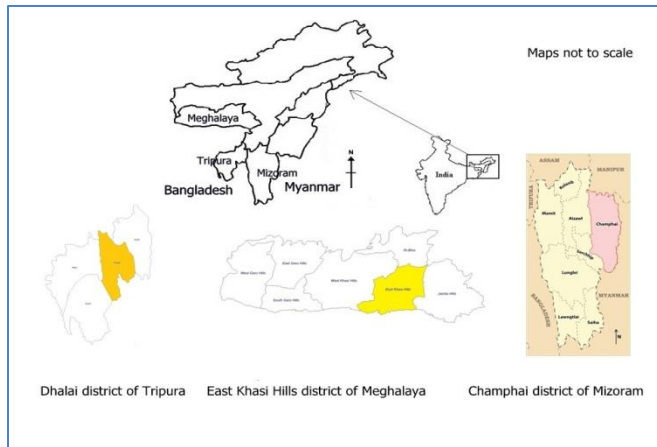 Maps not to scale
Meghalaya
Tripura
Mizoram
Bangladesh
Myanmar
N
India
ASSAM
MANIPUR
TRIPURA
Kolasib
Mamit
Aizawl
Champhai
Serchhip
Lunglei
BANGLADESH
MYANMAR
Lawngtlai
Saiha
N
West Garo Hills
East Garo Hills
South Garo Hills
West Khasi Hills
Ri Bhoi
East Khasi Hills
Jaintia Hills
Dhalai district of Tripura
East Khasi Hills district of Meghalaya
Champhai district of Mizoram